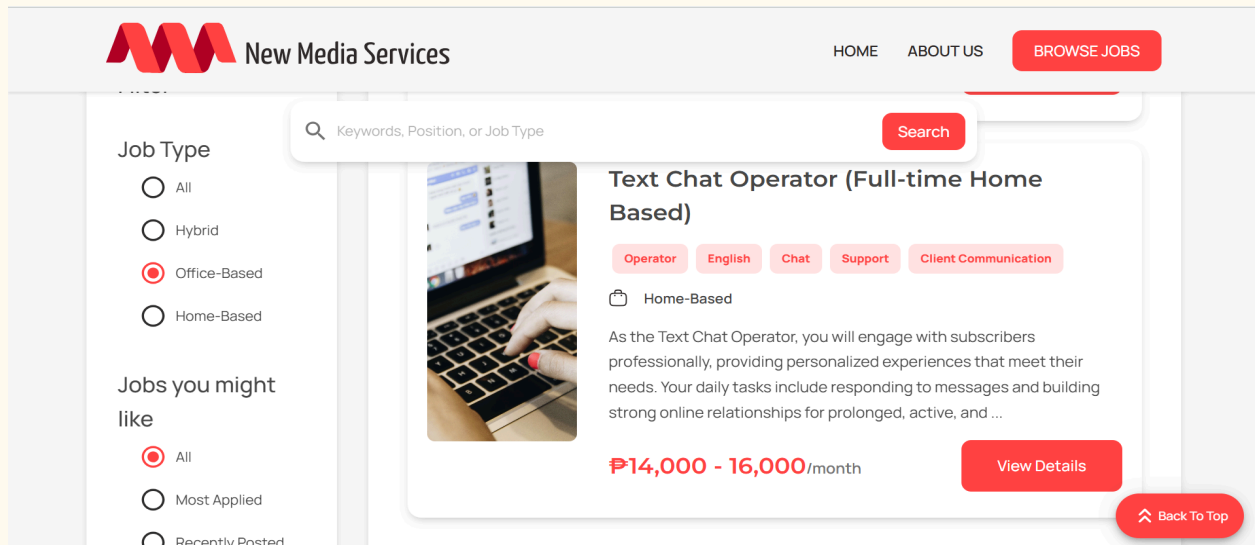 New Media Services
HOME
ABOUT US
BROWSE JOBS
Filter
Keywords, Position, or Job Type
Search
Job Type
All
Hybrid
Office-Based
Home-Based
Jobs you might
like
All
Most Applied
Recently Posted
Text Chat Operator (Full-time Home
Based)
Operator
English
Chat
Support
Client Communication
Home-Based
As the Text Chat Operator, you will engage with subscribers
professionally, providing personalized experiences that meet their
needs. Your daily tasks include responding to messages and building
strong online relationships for prolonged, active, and ...
₱14,000 - 16,000/month
View Details
Back To Top